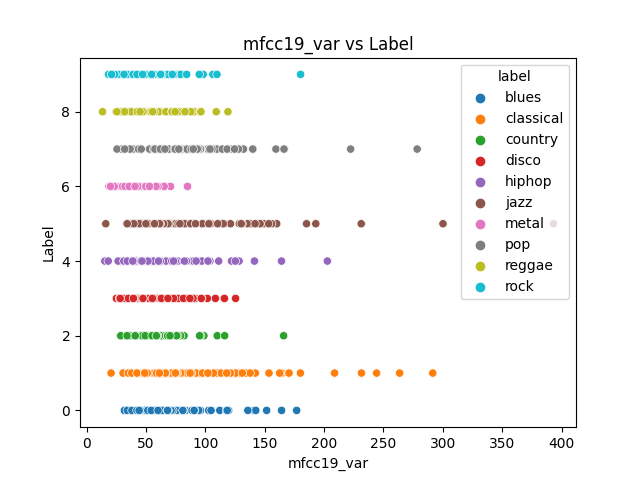 mfcc19_var vs Label
label
blues
classical
country
disco
hiphop
jazz
metal
pop
reggae
rock
8
6
4
2
0
Label
0 50 100 150 200 250 300 350 400
mfcc19_var